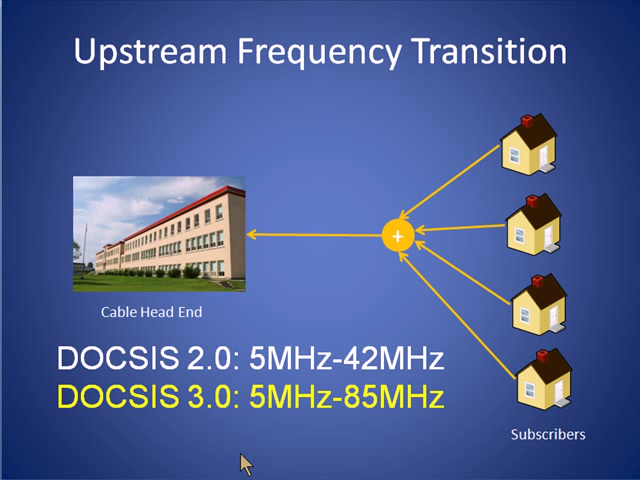 Upstream Frequency Transition
+
Cable Head End
DOCSIS 2.0: 5MHz-42MHz
DOCSIS 3.0: 5MHz-85MHz
Subscribers